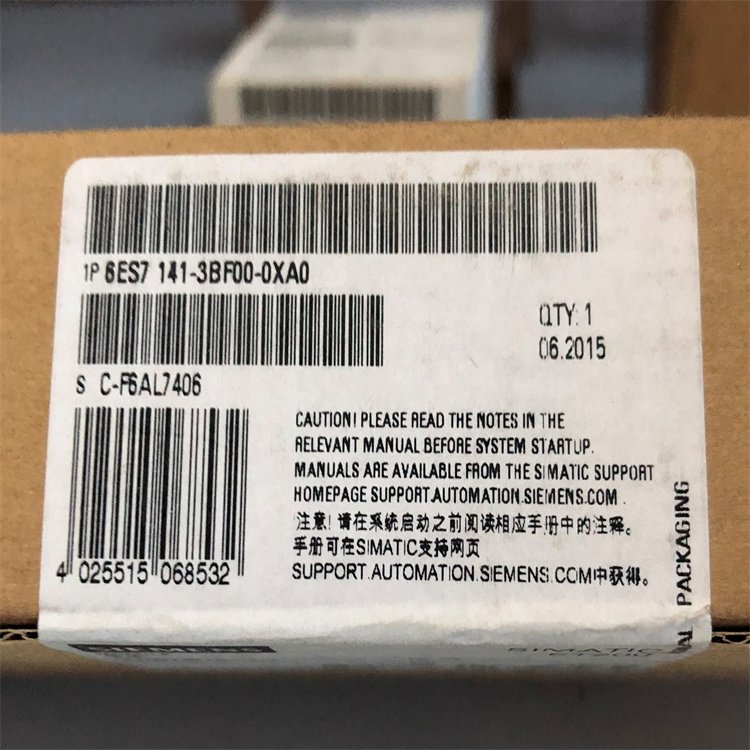 1P 6ES7 141-3BF00-0XA0
QTY: 1
06.2015
S C-F6AL7406
CAUTION! PLEASE READ THE NOTES IN THE
RELEVANT MANUAL BEFORE SYSTEM STARTUP.
MANUALS ARE AVAILABLE FROM THE SIMATIC SUPPORT
HOMEPAGE SUPPORT.AUTOMATION.SIEMENS.COM .
注意! 请在系统启动之前阅读相应手册中的注释。
手册可在SIMATIC支持网页
SUPPORT.AUTOMATION.SIEMENS.COM中获得。
4 025515 068532
PACKAGING
SIEMENS
SIMATIC
ET200